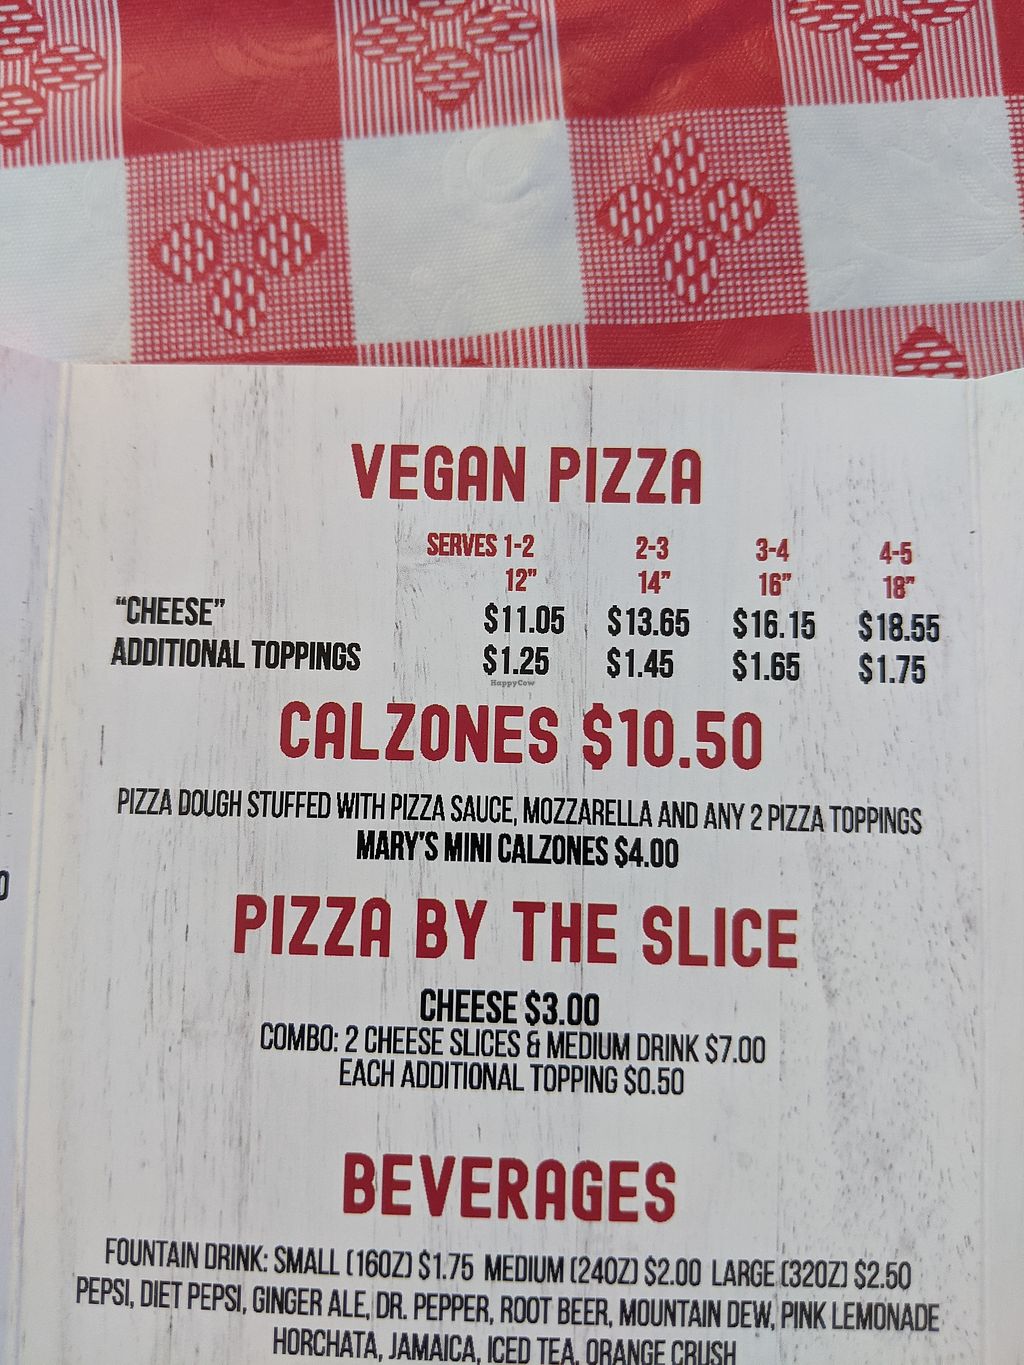 VEGAN PIZZA
SERVES 1-2 2-3 3-4 4-5
12" 14" 16" 18"
"CHEESE" $11.05 $13.65 $16.15 $18.55
ADDITIONAL TOPPINGS $1.25 $1.45 $1.65 $1.75
HappyCow
CALZONES $10.50
PIZZA DOUGH STUFFED WITH PIZZA SAUCE, MOZZARELLA AND ANY 2 PIZZA TOPPINGS
MARY'S MINI CALZONES $4.00
PIZZA BY THE SLICE
CHEESE $3.00
COMBO: 2 CHEESE SLICES & MEDIUM DRINK $7.00
EACH ADDITIONAL TOPPING $0.50
BEVERAGES
FOUNTAIN DRINK: SMALL (16OZ) $1.75 MEDIUM (24OZ) $2.00 LARGE (32OZ) $2.50
PEPSI, DIET PEPSI, GINGER ALE, DR. PEPPER, ROOT BEER, MOUNTAIN DEW, PINK LEMONADE
HORCHATA, JAMAICA, ICED TEA, ORANGE CRUSH